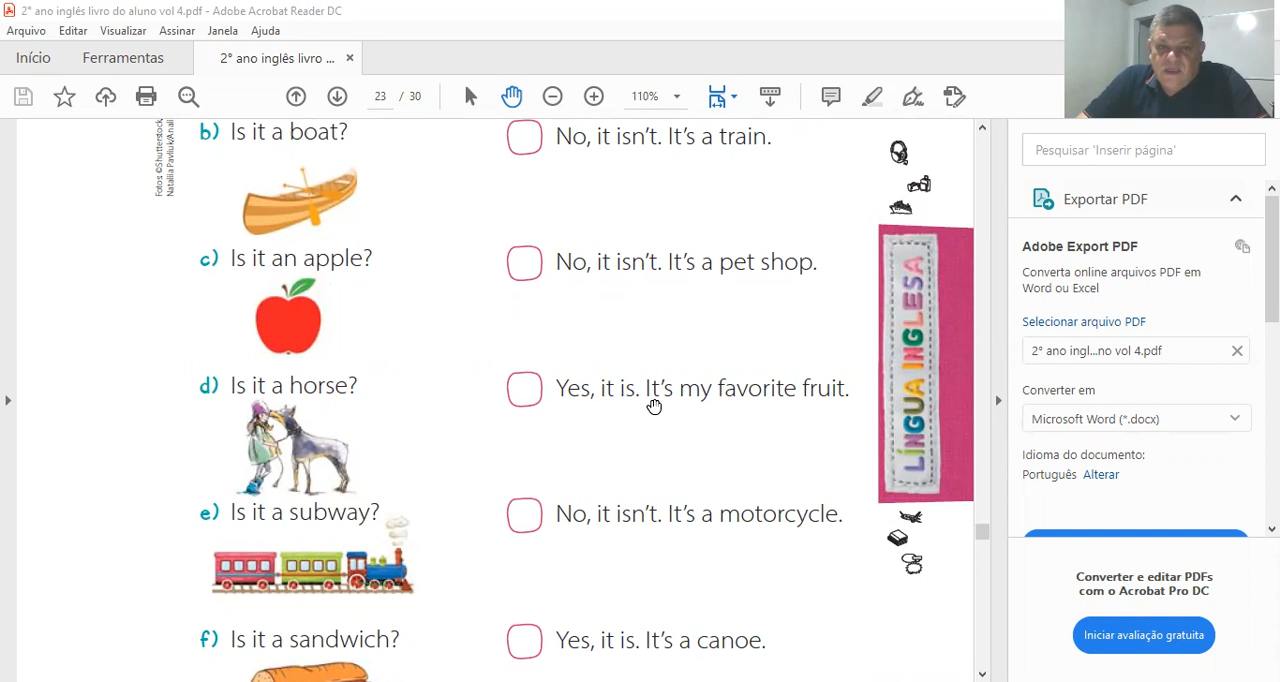 2° ano inglês livro do aluno vol 4.pdf - Adobe Acrobat Reader DC
Arquivo Editar Visualizar Assinar Janela Ajuda
Início Ferramentas 2° ano inglês livro ... ×
23 / 30 110%
Fotos ©Shutterstock
b) Is it a boat? No, it isn't. It's a train.
c) Is it an apple? No, it isn't. It's a pet shop.
d) Is it a horse? Yes, it is. It's my favorite fruit.
e) Is it a subway? No, it isn't. It's a motorcycle.
f) Is it a sandwich? Yes, it is. It's a canoe.
LÍNGUA INGLESA
Pesquisar 'Inserir página'
Exportar PDF
Adobe Export PDF
Converta online arquivos PDF em
Word ou Excel
Selecionar arquivo PDF
2° ano ingl...no vol 4.pdf
Converter em
Microsoft Word (*.docx)
Idioma do documento:
Português Alterar
Converter e editar PDFs
com o Acrobat Pro DC
Iniciar avaliação gratuita